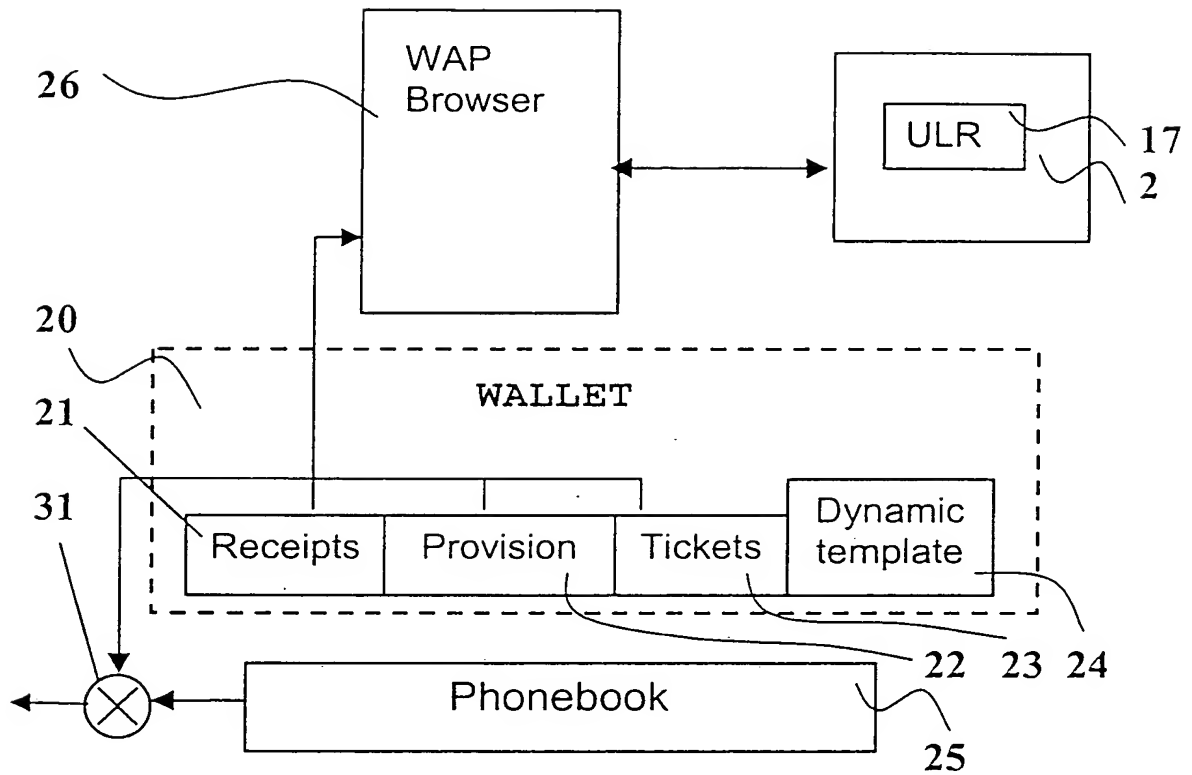 WAP
Browser
26
ULR
17
2
20
WALLET
21
31
Receipts
Provision
Tickets
Dynamic
template
22
23
24
Phonebook
25